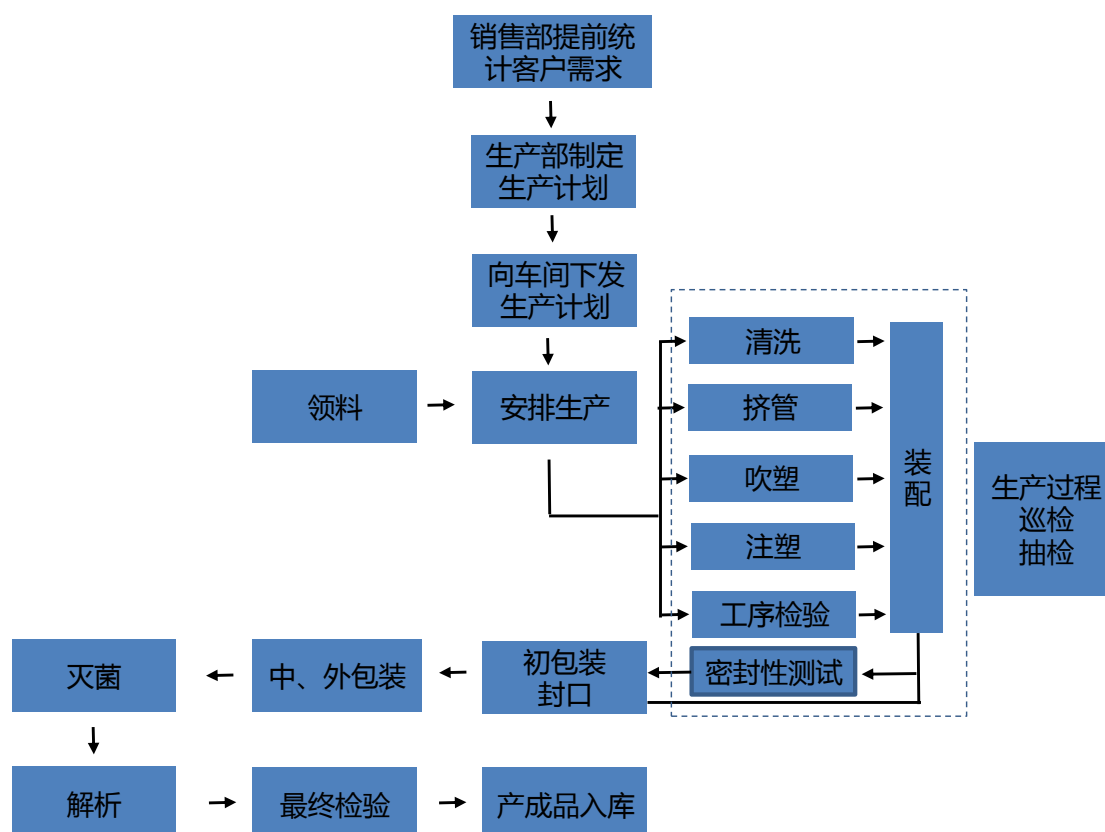 销售部提前统
计客户需求
生产部制定
生产计划
向车间下发
生产计划
领料
安排生产
清洗
挤管
吹塑
注塑
工序检验
装
配
生产过程
巡检
抽检
密封性测试
初包装
封口
中、外包装
灭菌
解析
最终检验
产成品入库